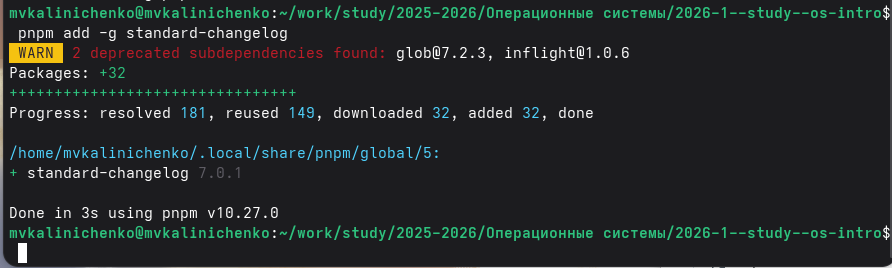 mvkalinichenko@mvkalinichenko:~/work/study/2025-2026/Операционные системы/2026-1--study--os-intro$
pnpm add -g standard-changelog
WARN 2 deprecated subdependencies found: glob@7.2.3, inflight@1.0.6
Packages: +32
++++++++++++++++++++++++++++++++
Progress: resolved 181, reused 149, downloaded 32, added 32, done
/home/mvkalinichenko/.local/share/pnpm/global/5:
+ standard-changelog 7.0.1
Done in 3s using pnpm v10.27.0
mvkalinichenko@mvkalinichenko:~/work/study/2025-2026/Операционные системы/2026-1--study--os-intro$